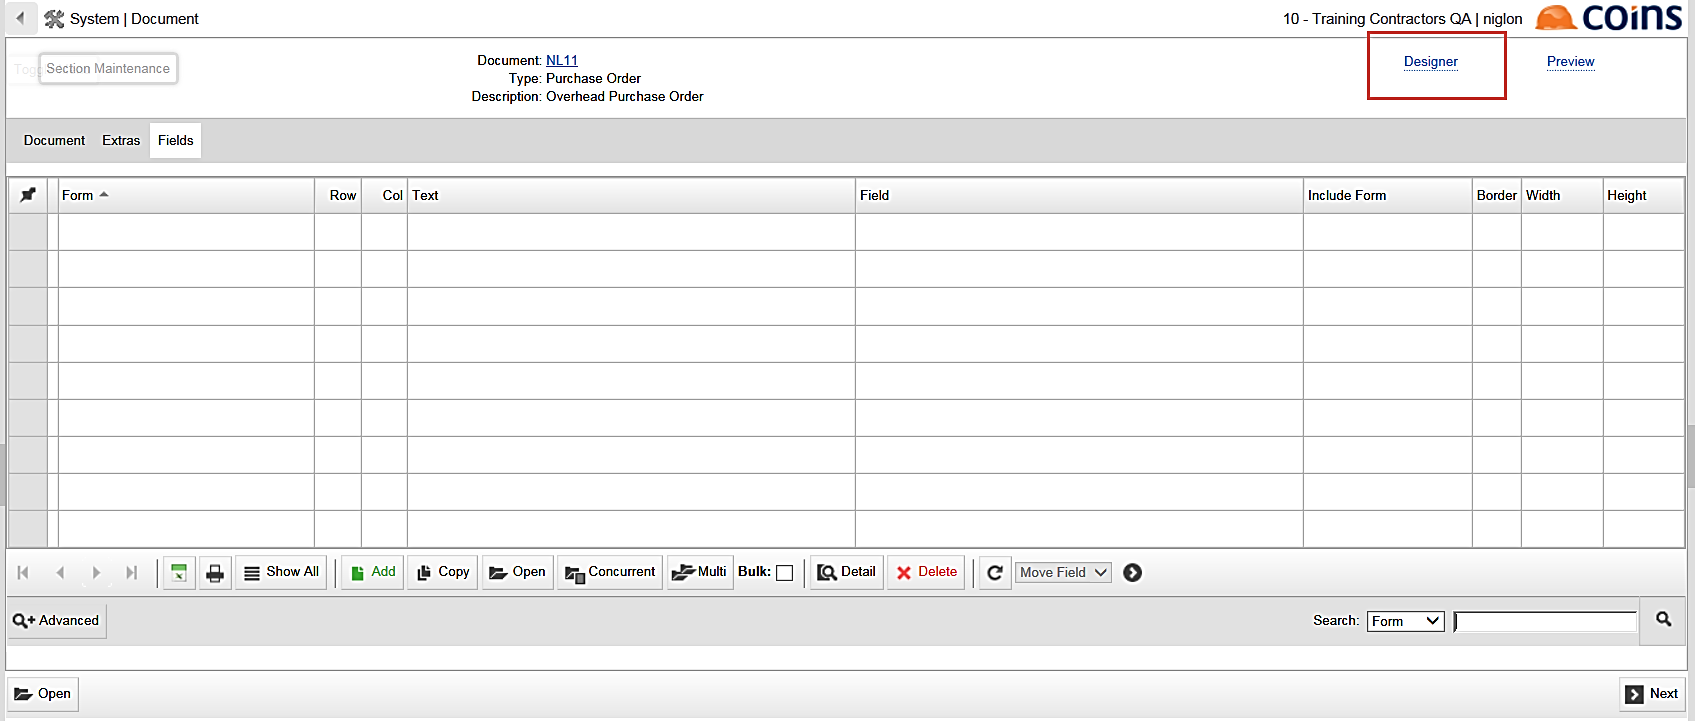 System | Document
10 - Training Contractors QA | niglon
coins
Section Maintenance
Document: NL11
Type: Purchase Order
Description: Overhead Purchase Order
Designer
Preview
Document Extras Fields
Form Row Col Text Field Include Form Border Width Height
Show All Add Copy Open Concurrent Multi Bulk: Detail Delete Move Field
Advanced
Search: Form
Open
Next